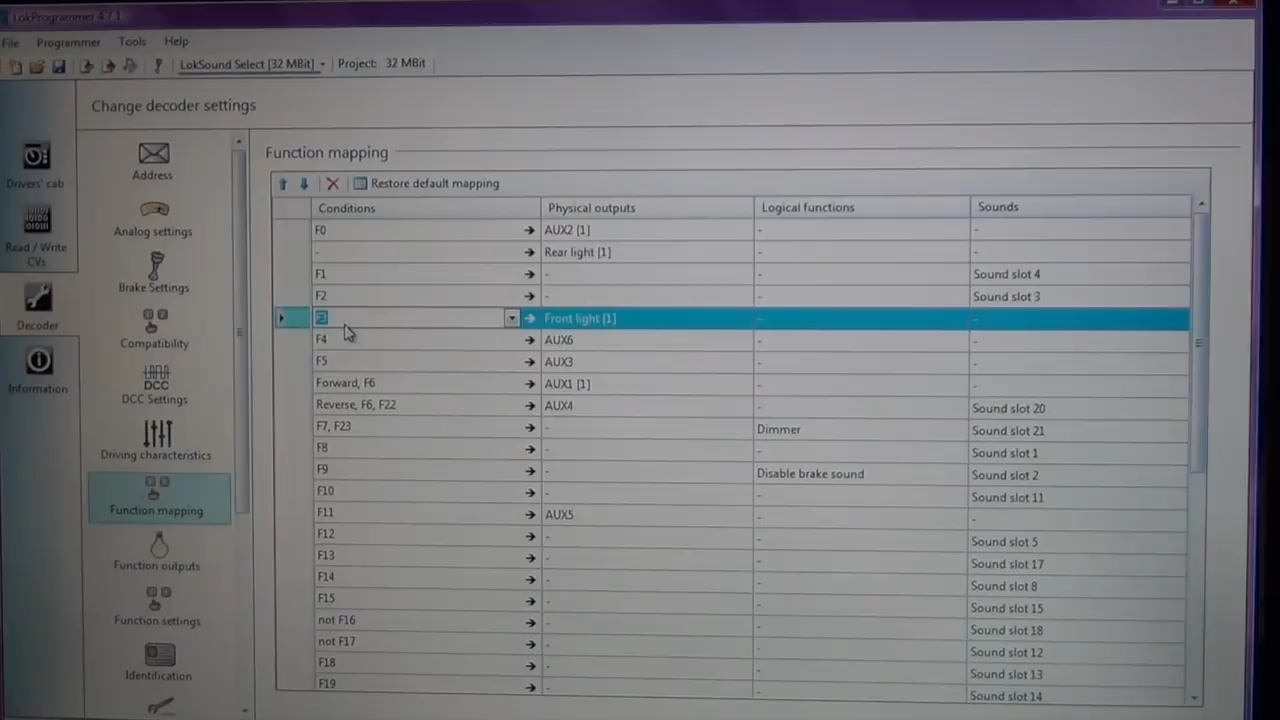 LokProgrammer 4.7.1
File Programmer Tools Help
LokSound Select [32 MBit] Project: 32 MBit
Change decoder settings
Drivers' cab
Read / Write CVs
Decoder
Information
Address
Analog settings
Brake Settings
Compatibility
DCC
DCC Settings
Driving characteristics
Function mapping
Function outputs
Function settings
Identification
Function mapping
Restore default mapping
Conditions Physical outputs Logical functions Sounds
F0 AUX2 [1] - -
- Rear light [1] - -
F1 - - Sound slot 4
F2 - - Sound slot 3
F3 Front light [1] - -
F4 AUX6 - -
F5 AUX3 - -
Forward, F6 AUX1 [1] - -
Reverse, F6, F22 AUX4 - Sound slot 20
F7, F23 - Dimmer Sound slot 21
F8 - - Sound slot 1
F9 - Disable brake sound Sound slot 2
F10 - - Sound slot 11
F11 AUX5 - -
F12 - - Sound slot 5
F13 - - Sound slot 17
F14 - - Sound slot 8
F15 - - Sound slot 15
not F16 - - Sound slot 18
not F17 - - Sound slot 12
F18 - - Sound slot 13
F19 - - Sound slot 14